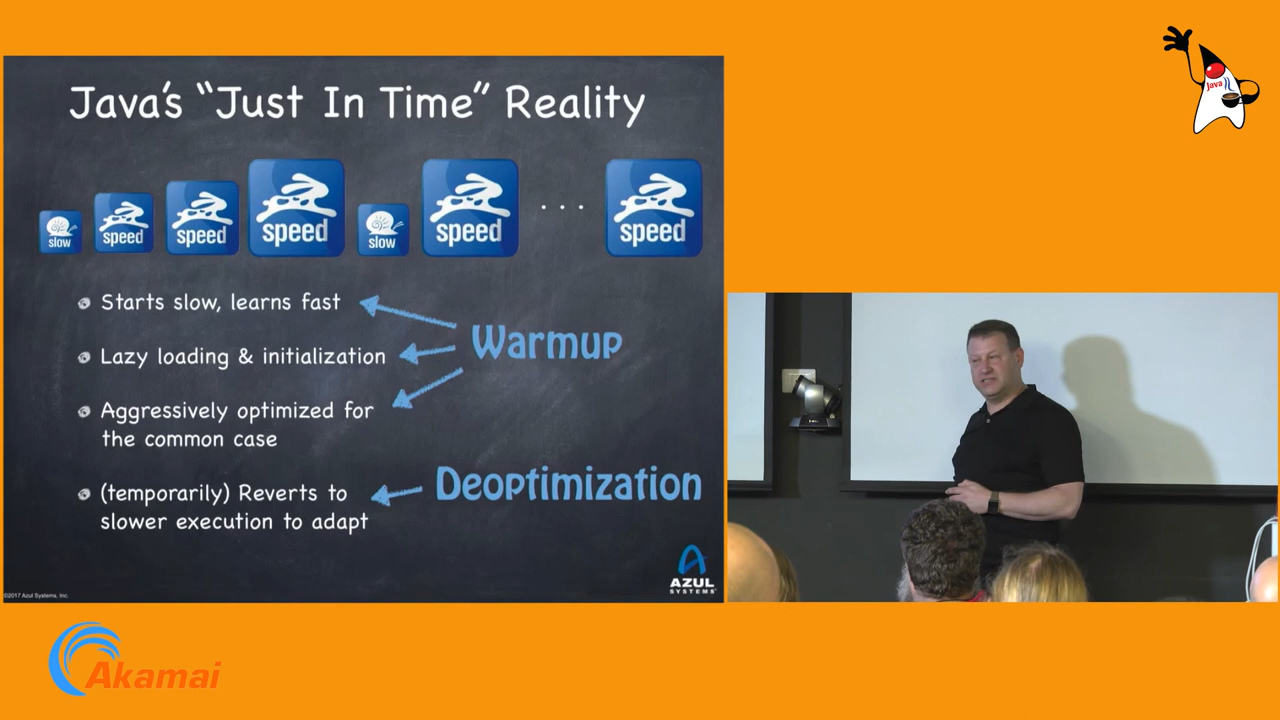 Java's "Just In Time" Reality
slow
speed
speed
speed
slow
speed
. . .
speed
Starts slow, learns fast
Lazy loading & initialization
Aggressively optimized for
the common case
(temporarily) Reverts to
slower execution to adapt
Warmup
Deoptimization
AZUL
SYSTEMS
©2017 Azul Systems, Inc.
Java
Akamai